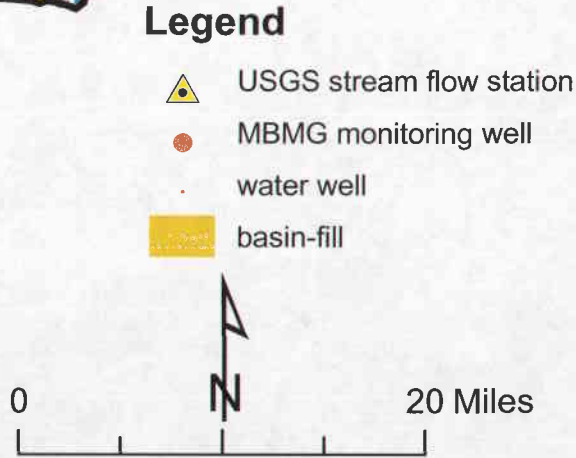 Legend
USGS stream flow station
MBMG monitoring well
water well
basin-fill
N
0 20 Miles